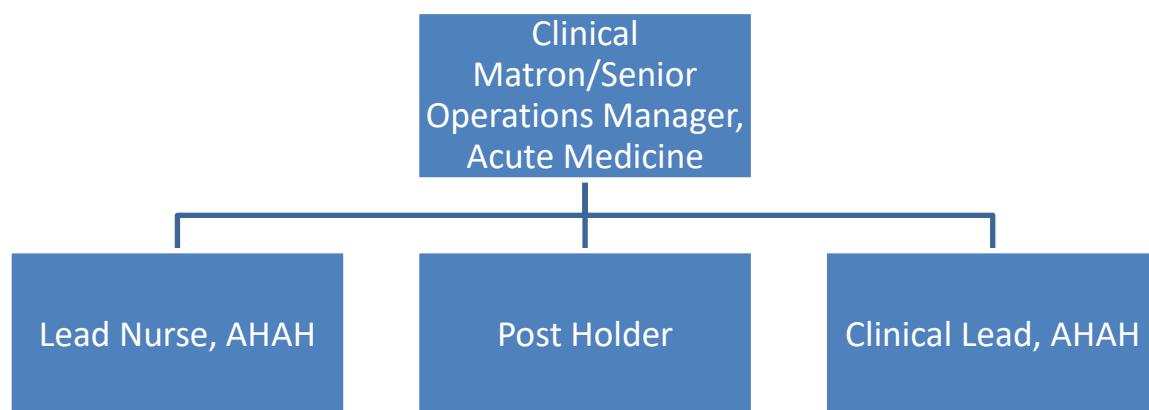 Clinical
Matron/Senior
Operations Manager,
Acute Medicine
Lead Nurse, AHAH
Post Holder
Clinical Lead, AHAH